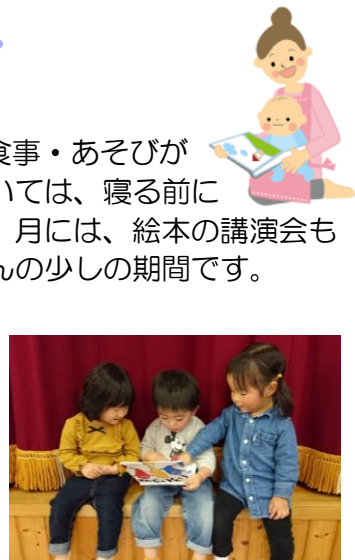 食事・あそびが
いては、寝る前に
月には、絵本の講演会も
んの少しの期間です。